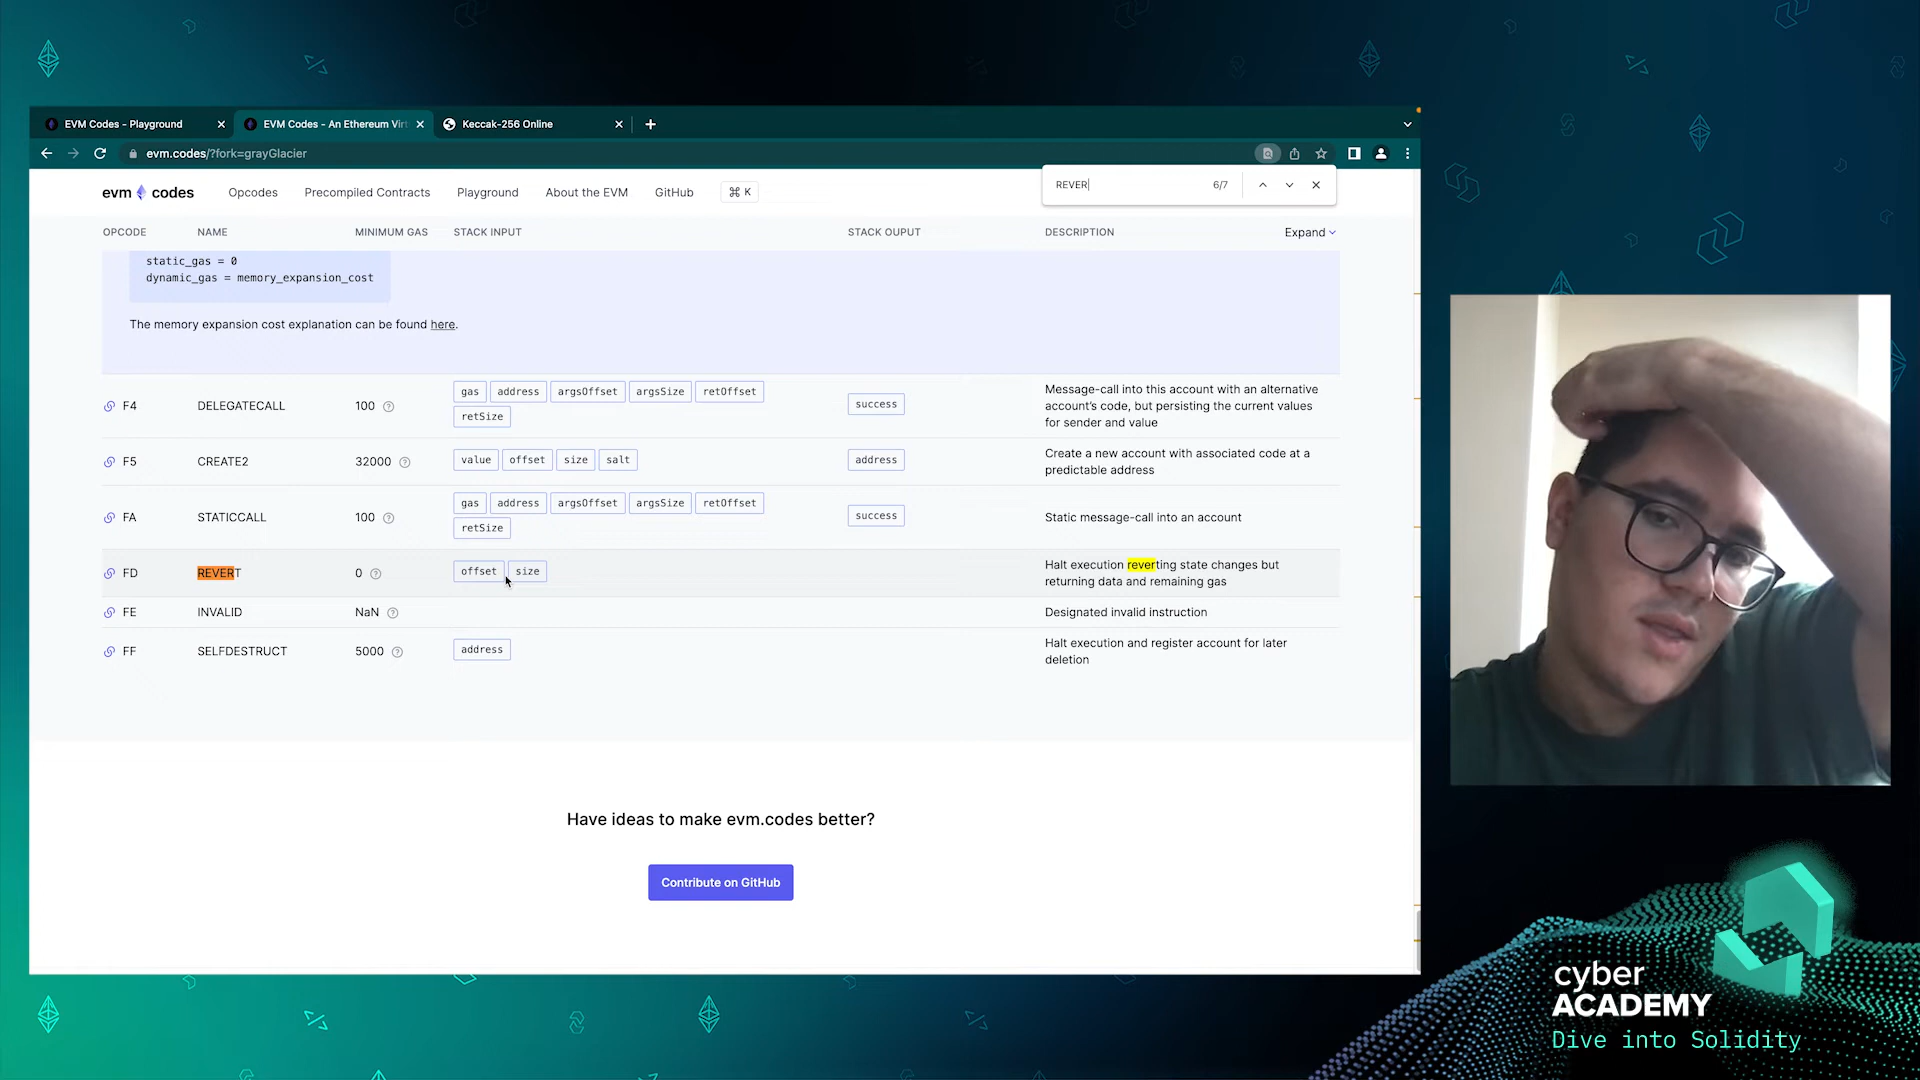 EVM Codes - Playground
EVM Codes - An Ethereum Virt
Keccak-256 Online
evm.codes/?fork=grayGlacier
REVER
6/7
evm codes
Opcodes
Precompiled Contracts
Playground
About the EVM
GitHub
⌘ K
OPCODE NAME MINIMUM GAS STACK INPUT STACK OUPUT DESCRIPTION Expand
static_gas = 0
dynamic_gas = memory_expansion_cost
The memory expansion cost explanation can be found here.
F4 DELEGATECALL 100 gas address argsOffset argsSize retOffset
retSize
success
Message-call into this account with an alternative
account's code, but persisting the current values
for sender and value
F5 CREATE2 32000 value offset size salt address
Create a new account with associated code at a
predictable address
FA STATICCALL 100 gas address argsOffset argsSize retOffset
retSize
success
Static message-call into an account
FD REVERT 0 offset size
Halt execution reverting state changes but
returning data and remaining gas
FE INVALID NaN Designated invalid instruction
FF SELFDESTRUCT 5000 address
Halt execution and register account for later
deletion
Have ideas to make evm.codes better?
Contribute on GitHub
cyber
ACADEMY
Dive into Solidity